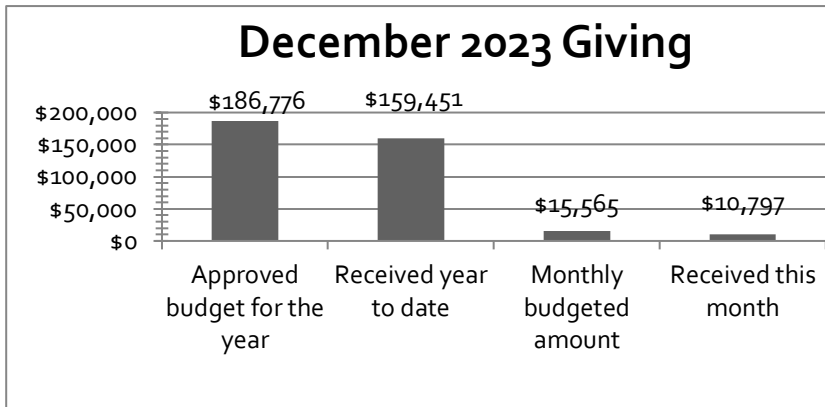 December 2023 Giving
$200,000
$150,000
$100,000
$50,000
$0
$186,776
$159,451
$15,565
$10,797
Approved
budget for the
year
Received year
to date
Monthly
budgeted
amount
Received this
month